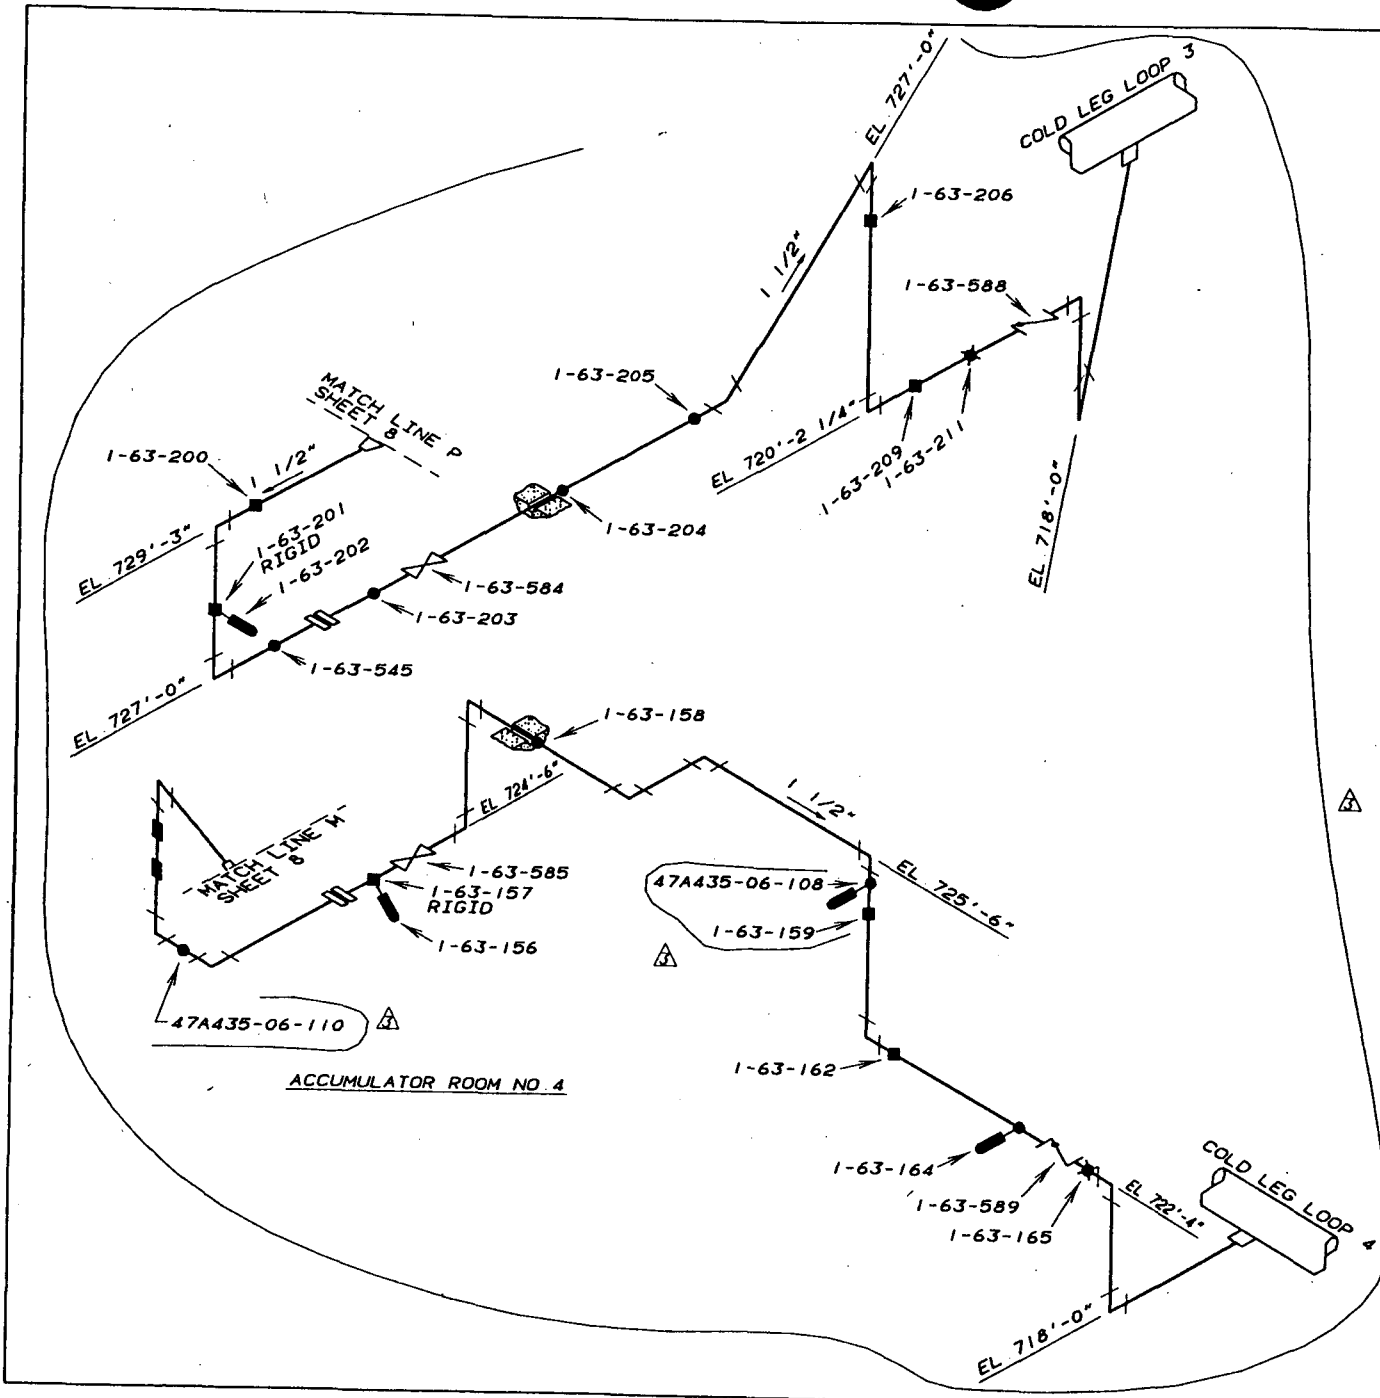 EL. 727'-0"
COLD LEG LOOP 3
1-63-206
1 1/2"
1-63-588
1-63-205
MATCH LINE P
SHEET 8
1-63-200
1 1/2"
EL 720'-2 1/4"
1-63-209
1-63-211
1-63-204
EL 729'-3"
1-63-201
RIGID
1-63-202
EL 718'-0"
1-63-584
1-63-203
1-63-545
EL 727'-0"
1-63-158
EL 724'-6"
1 1/2"
3
MATCH LINE M
SHEET 8
1-63-585
1-63-157
RIGID
1-63-156
47A435-06-108
EL 725'-6"
1-63-159
3
47A435-06-110
3
1-63-162
ACCUMULATOR ROOM NO.4
1-63-164
1-63-589
1-63-165
EL 722'-4"
COLD LEG LOOP 4
EL 718'-0"